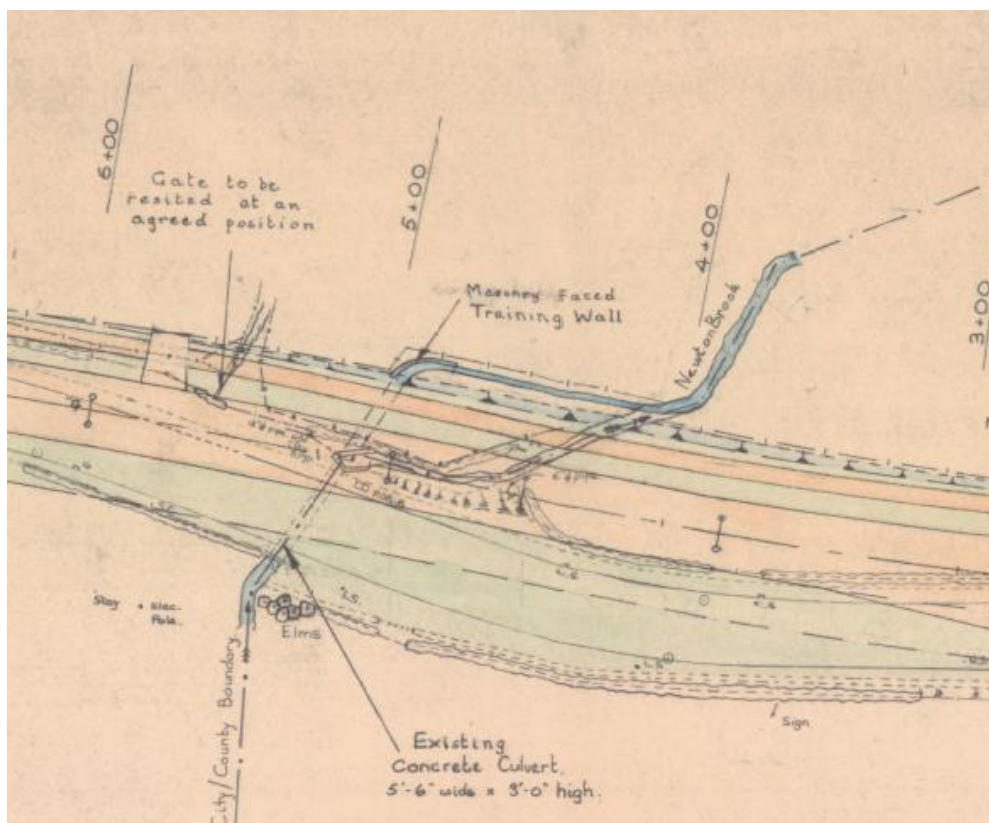 6+00
5+00
4+00
3+00
Gate to be
resited at an
agreed position
Masonry Faced
Training Wall
Newton Brook
Stay
Elec.
Pole.
Elms
Sign
City/County Boundary
Existing
Concrete Culvert.
5'-6" wide x 3'-0" high.